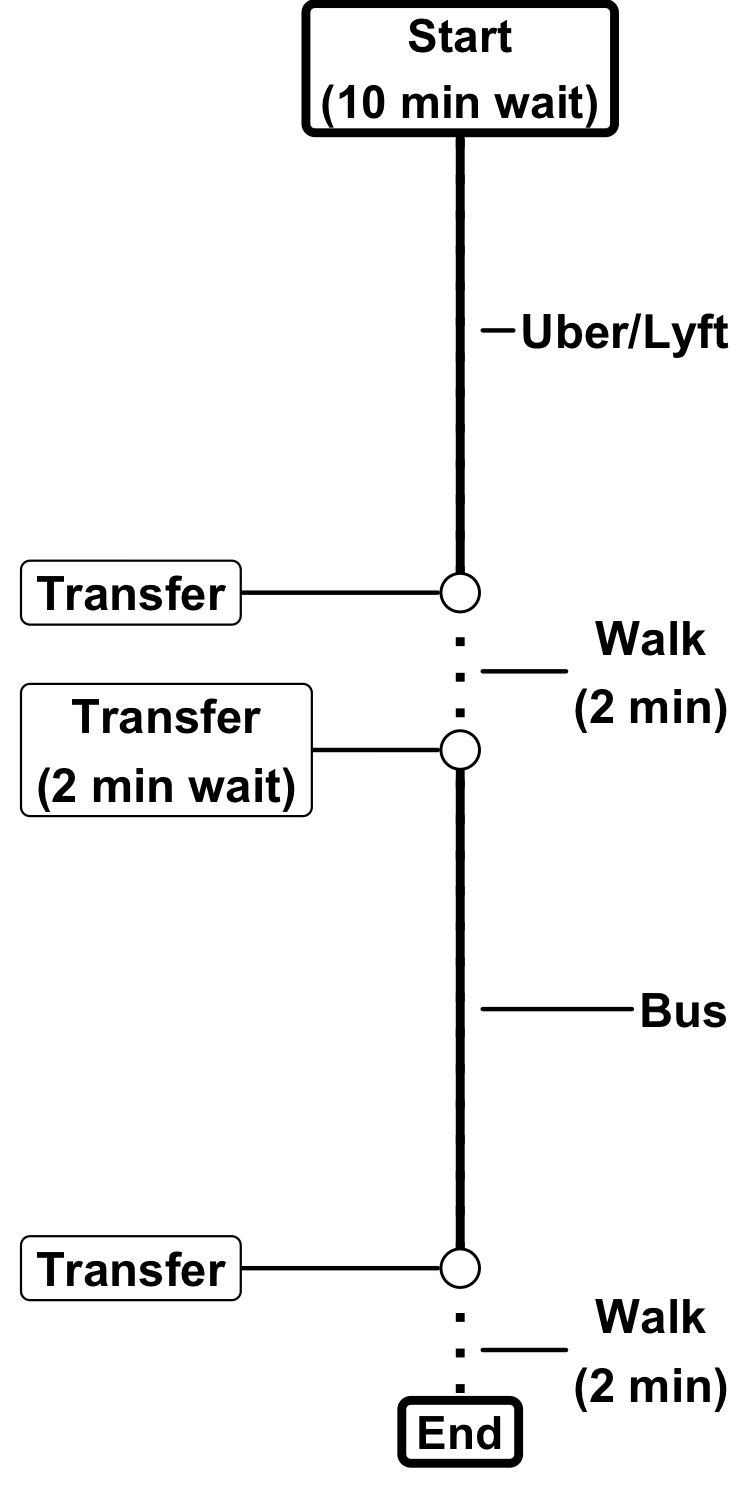 Start
(10 min wait)
Uber/Lyft
Transfer
Walk
(2 min)
Transfer
(2 min wait)
Bus
Transfer
Walk
(2 min)
End